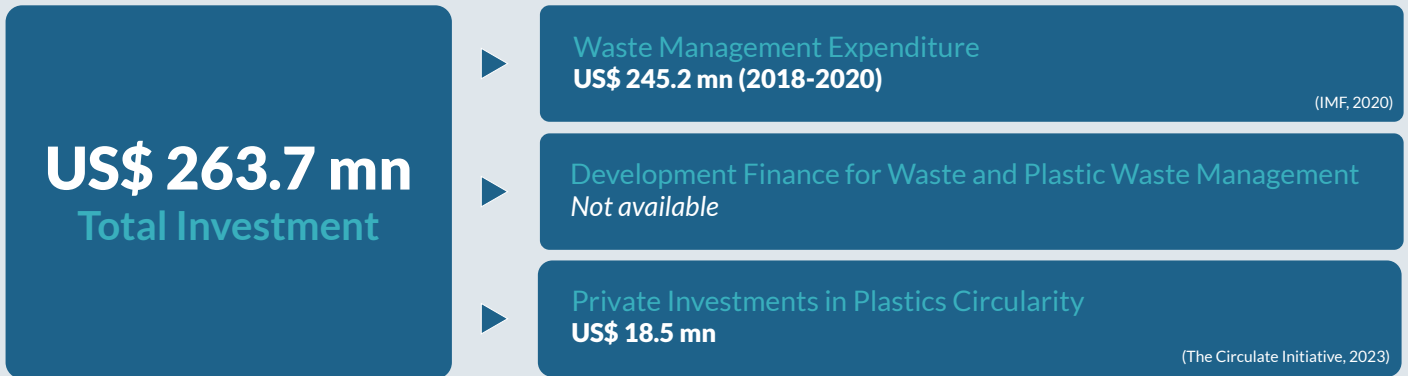 US$ 263.7 mn
Total Investment
Waste Management Expenditure
US$ 245.2 mn (2018-2020)
(IMF, 2020)
Development Finance for Waste and Plastic Waste Management
Not available
Private Investments in Plastics Circularity
US$ 18.5 mn
(The Circulate Initiative, 2023)